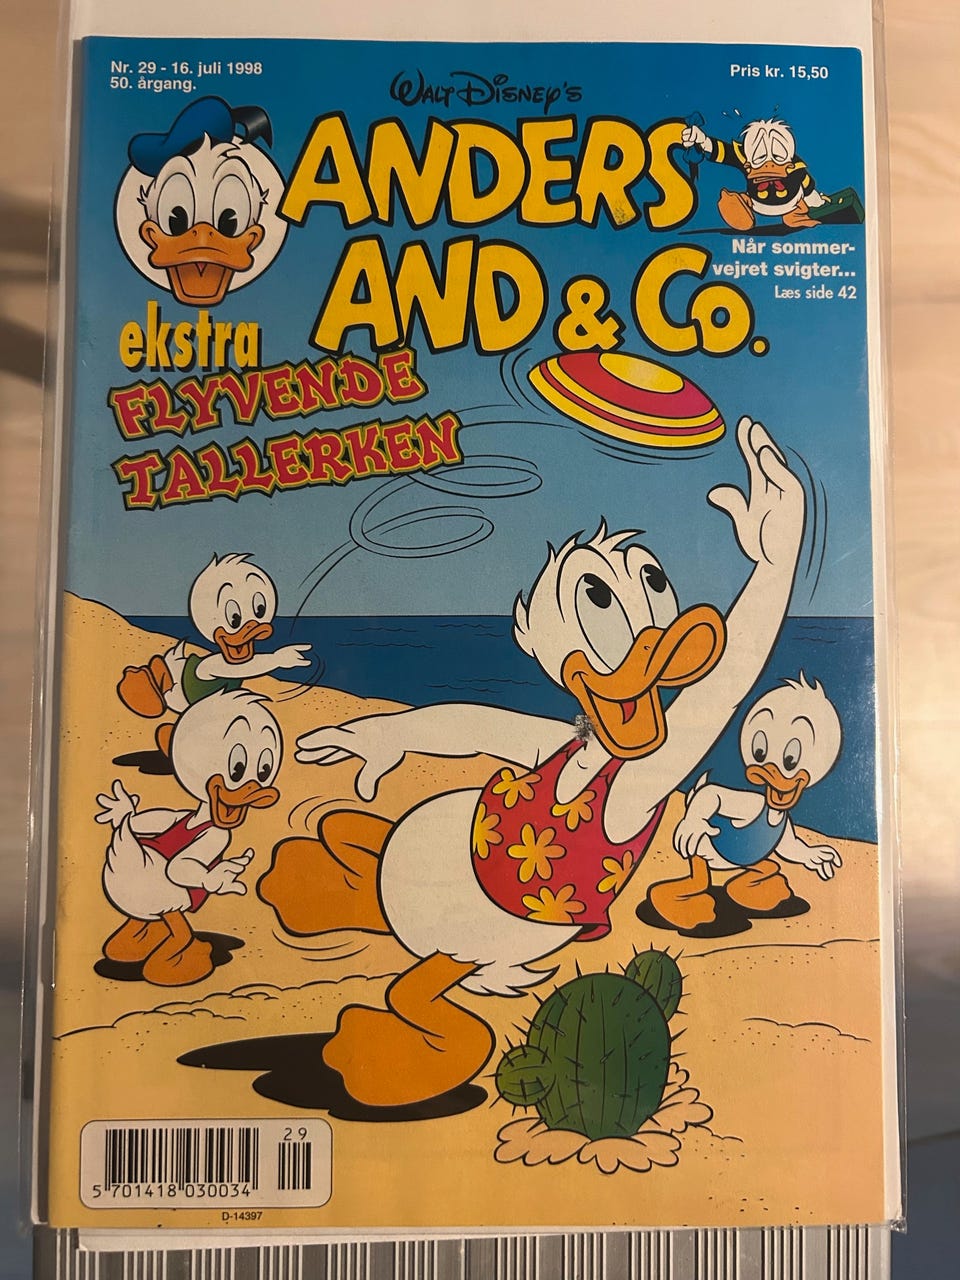 Nr. 29 - 16. juli 1998
50. årgang.
Pris kr. 15,50
Walt Disney's
ANDERS
AND & Co.
Når sommer-
vejret svigter...
Læs side 42
ekstra
FLYVENDE
TALLERKEN
29
5 701418 030034
D-14397